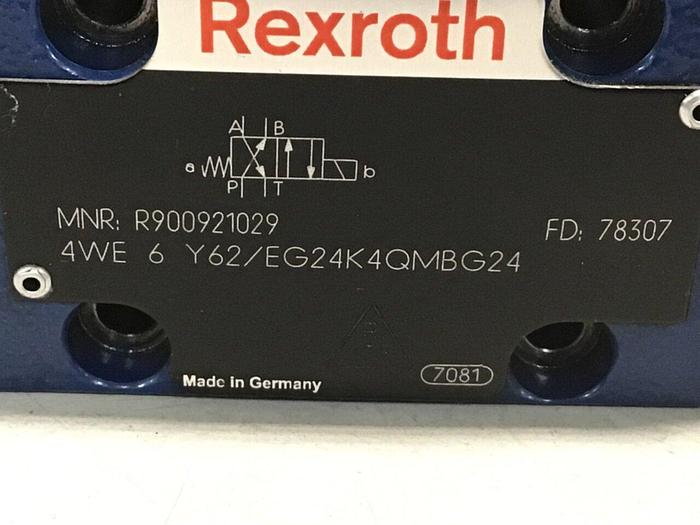 Rexroth
A B
a b
P T
MNR: R900921029
FD: 78307
4WE 6 Y62/EG24K4QMBG24
Made in Germany
7081